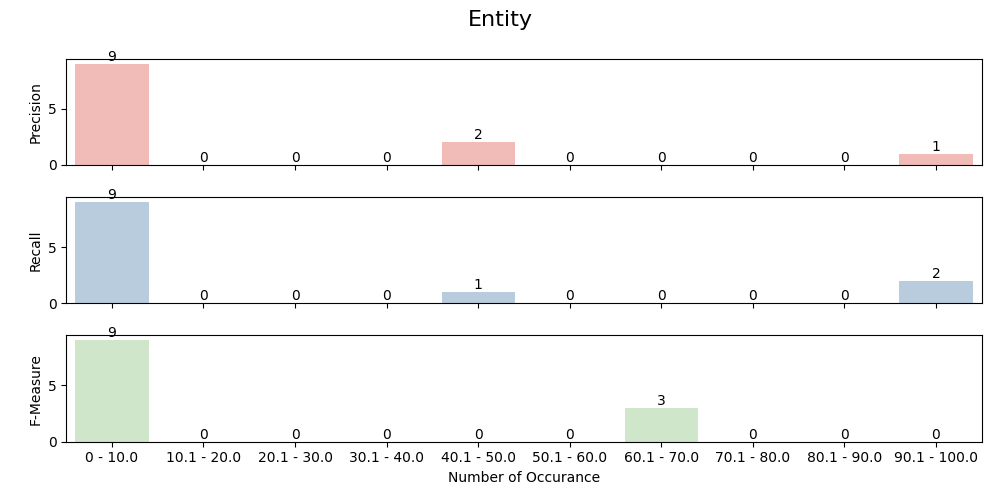 Entity
Precision
5
0
9 0 0 0 2 0 0 0 0 1
Recall
5
0
9 0 0 0 1 0 0 0 0 2
F-Measure
5
0
9 0 0 0 0 0 3 0 0 0
0 - 10.0 10.1 - 20.0 20.1 - 30.0 30.1 - 40.0 40.1 - 50.0 50.1 - 60.0 60.1 - 70.0 70.1 - 80.0 80.1 - 90.0 90.1 - 100.0
Number of Occurance